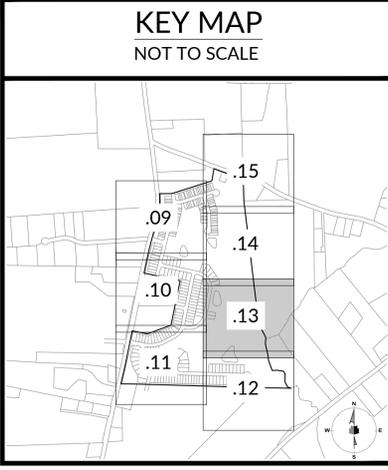 KEY MAP
NOT TO SCALE
.15
.09
.14
.10
.13
.11
.12
N
W E
S